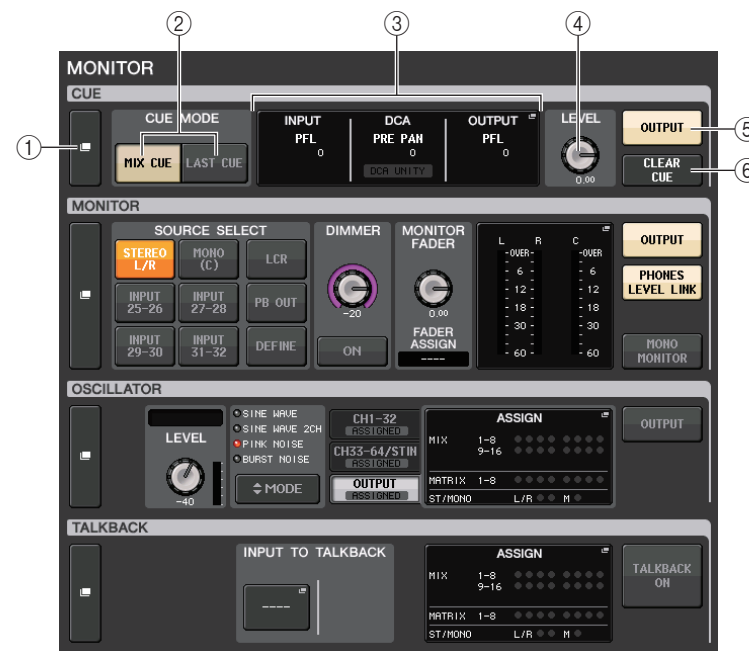 ② ③ ④
MONITOR
CUE
①
CUE MODE
MIX CUE LAST CUE
INPUT
PFL
0
DCA
PRE PAN
0
DCA UNITY
OUTPUT
PFL
0
LEVEL
0.00
OUTPUT
⑤
CLEAR
CUE
⑥
MONITOR
SOURCE SELECT
STEREO
L/R
MONO
(C)
LCR
INPUT
25-26
INPUT
27-28
PB OUT
INPUT
29-30
INPUT
31-32
DEFINE
DIMMER
-20
ON
MONITOR
FADER
0.00
FADER
ASSIGN
----
L R C
-OVER- -OVER
- 6 - - 6
- 12 - - 12
- 18 - - 18
- 30 - - 30
- 60 - - 60
OUTPUT
PHONES
LEVEL LINK
MONO
MONITOR
OSCILLATOR
LEVEL
-40
SINE WAVE
SINE WAVE 2CH
PINK NOISE
BURST NOISE
MODE
CH1-32
ASSIGNED
CH33-64/STIN
ASSIGNED
OUTPUT
ASSIGNED
ASSIGN
MIX 1-8
9-16
MATRIX 1-8
ST/MONO L/R M
OUTPUT
TALKBACK
INPUT TO TALKBACK
----
ASSIGN
MIX 1-8
9-16
MATRIX 1-8
ST/MONO L/R M
TALKBACK
ON